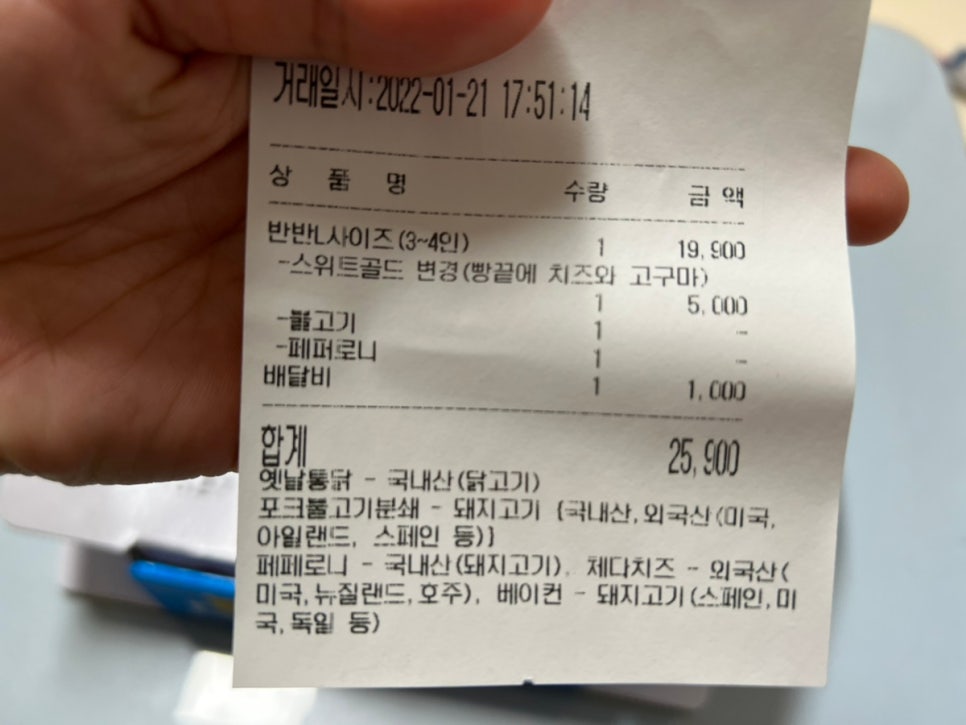 거래일시:2022-01-21 17:51:14
상 품 명 수량 금액
반반L사이즈(3~4인) 1 19,900
-스위트골드 변경(빵끝에 치즈와 고구마)
1 5,000
-불고기 1 -
-페퍼로니 1 -
배달비 1 1,000
합계 25,900
옛날통닭 - 국내산(닭고기)
포크불고기분쇄 - 돼지고기 {국내산,외국산(미국,
아일랜드, 스페인 등)}
페페로니 - 국내산(돼지고기), 체다치즈 - 외국산(
미국,뉴질랜드,호주), 베이컨 - 돼지고기(스페인,미
국,독일 등)